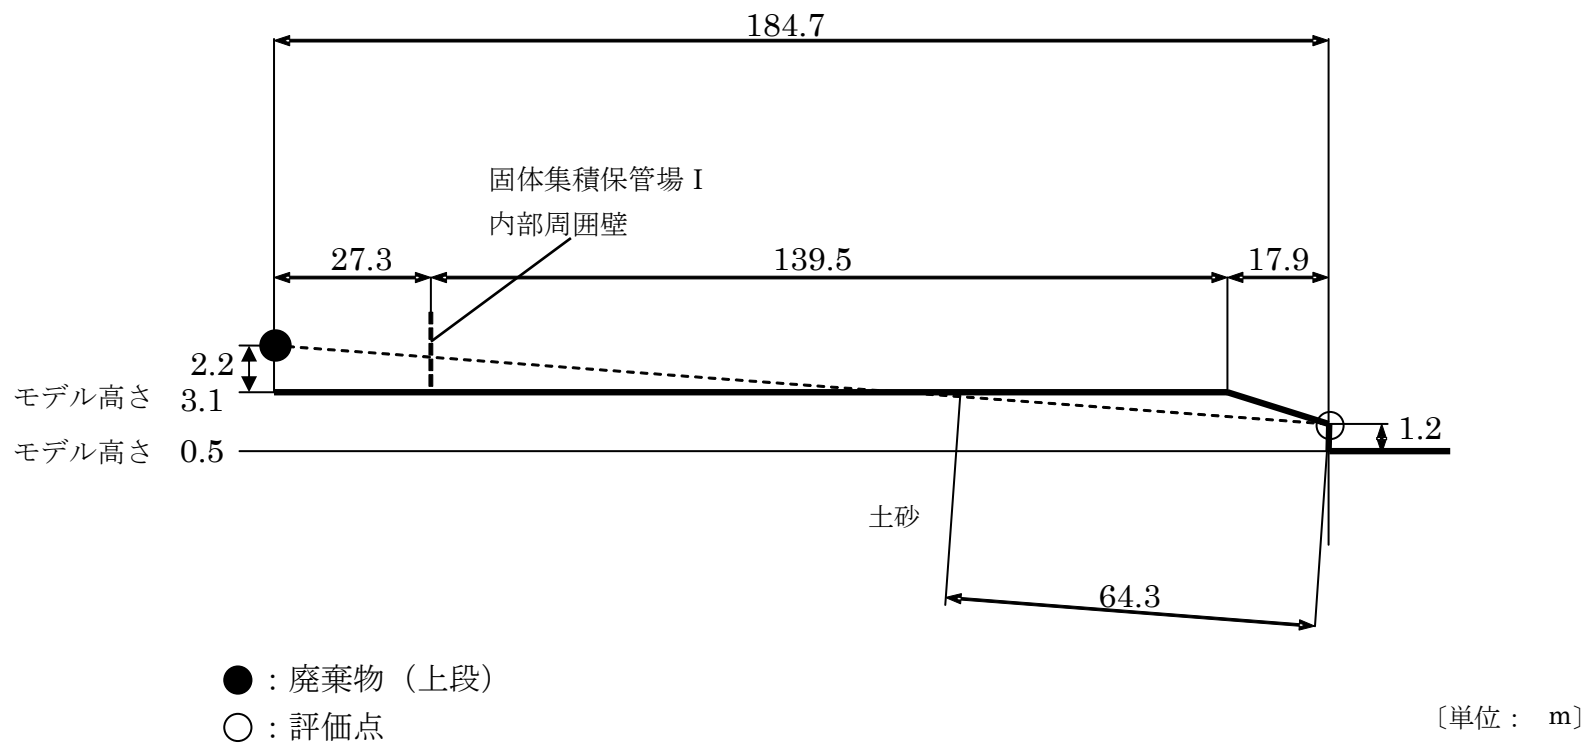 184.7
固体集積保管場 I
内部周囲壁
27.3
139.5
17.9
2.2
モデル高さ 3.1
1.2
モデル高さ 0.5
土砂
64.3
●：廃棄物（上段）
○：評価点
〔単位： m〕